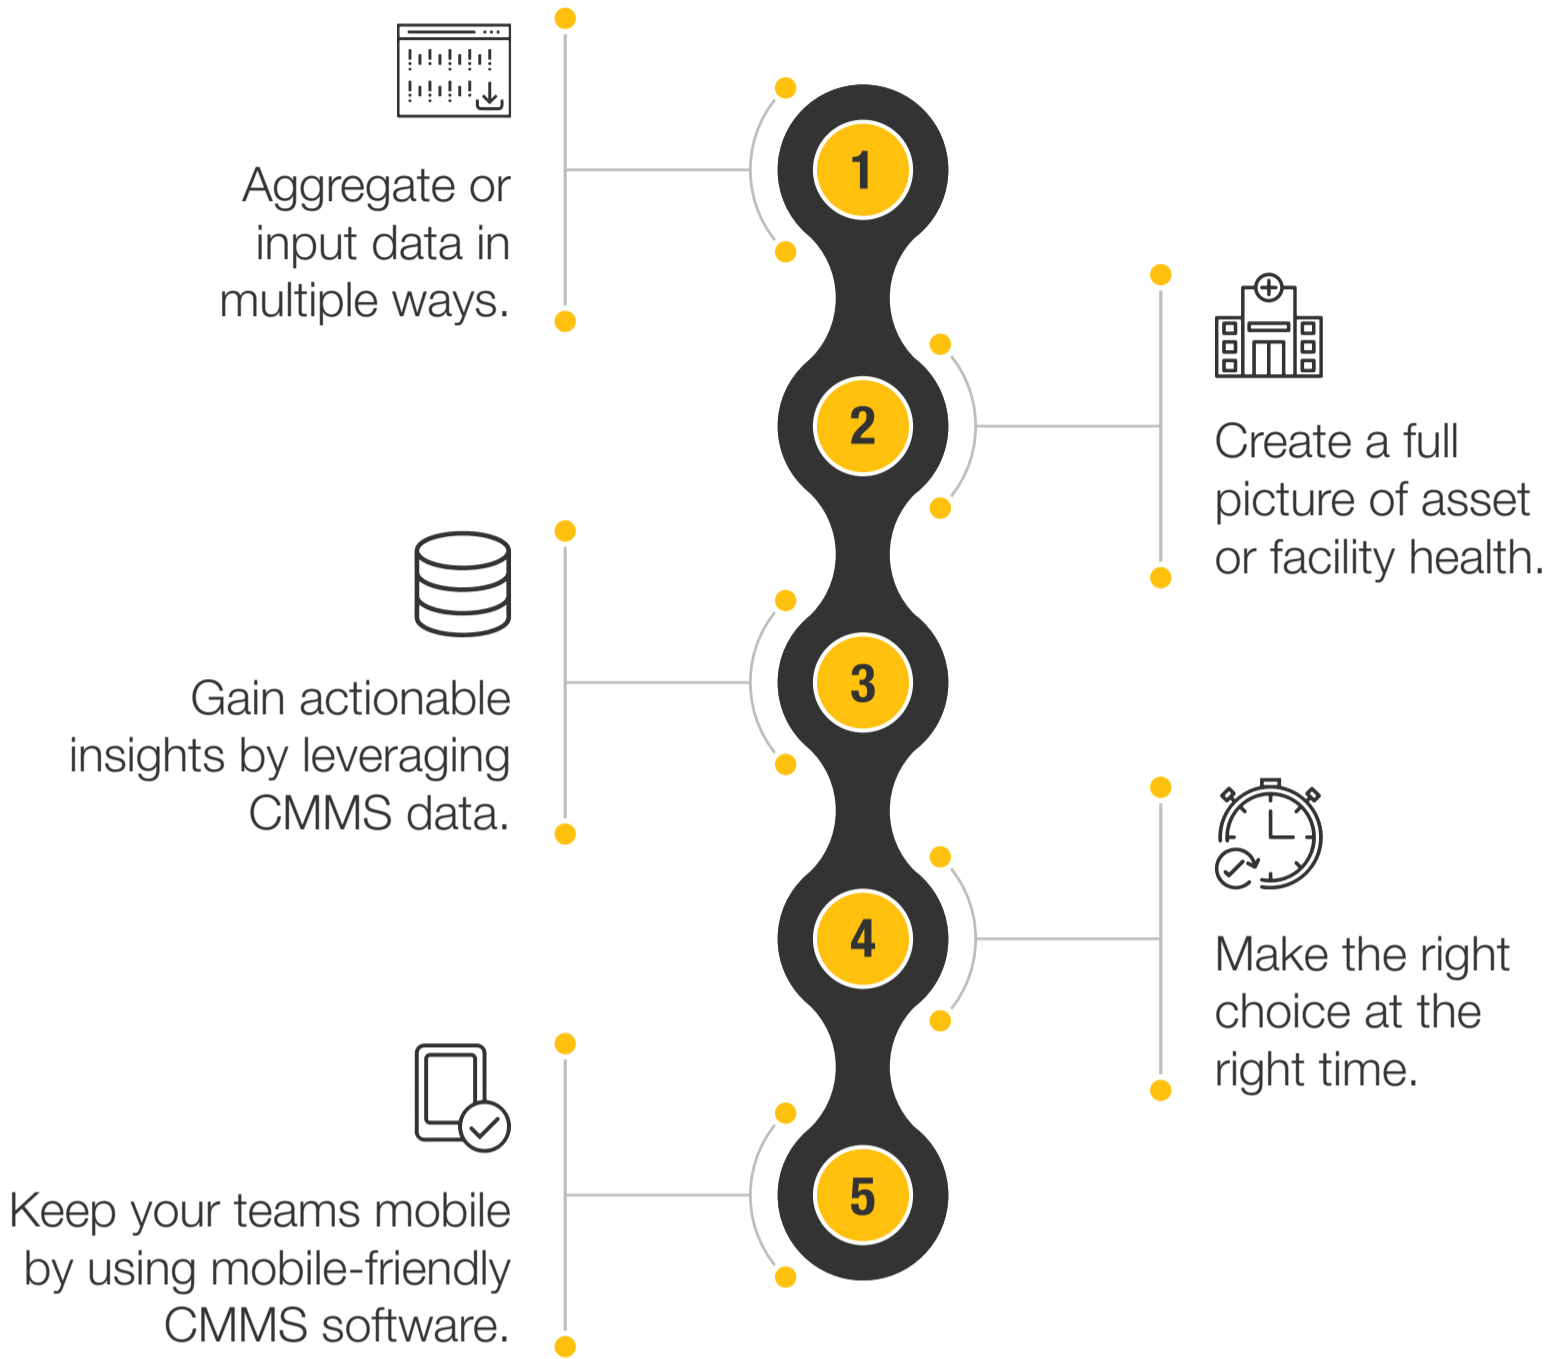 1
Aggregate or
input data in
multiple ways.
2
Create a full
picture of asset
or facility health.
3
Gain actionable
insights by leveraging
CMMS data.
4
Make the right
choice at the
right time.
5
Keep your teams mobile
by using mobile-friendly
CMMS software.